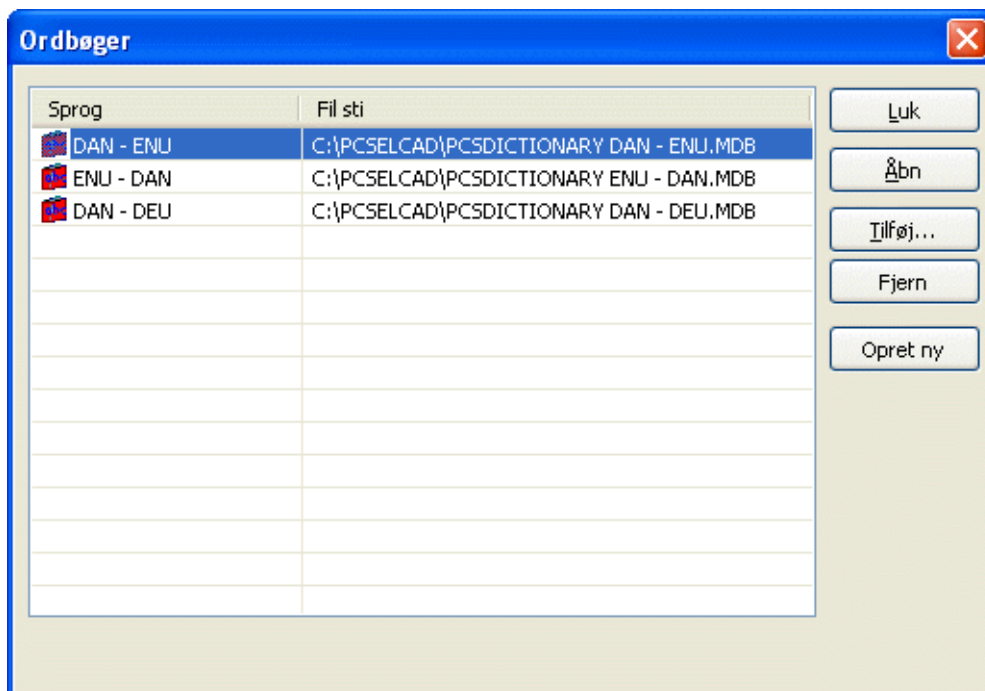 Ordbøger
Sprog Fil sti
DAN - ENU C:\PCSELCAD\PCSDICTIONARY DAN - ENU.MDB
ENU - DAN C:\PCSELCAD\PCSDICTIONARY ENU - DAN.MDB
DAN - DEU C:\PCSELCAD\PCSDICTIONARY DAN - DEU.MDB
Luk
Åbn
Tilføj...
Fjern
Opret ny